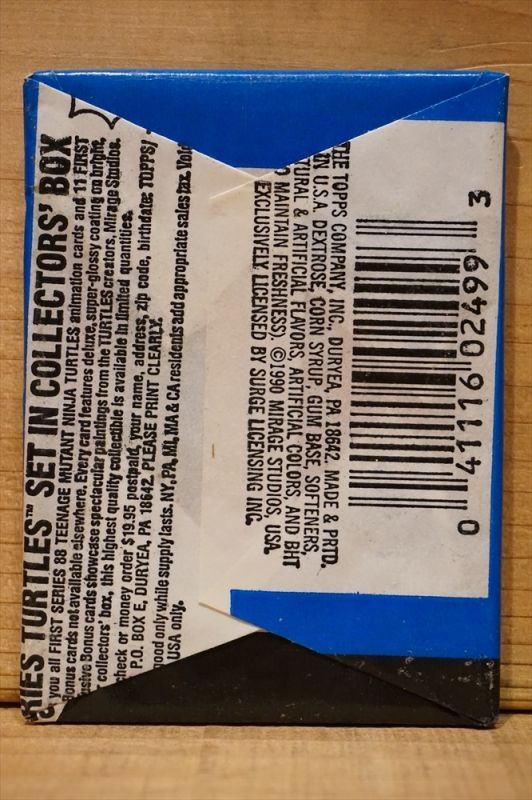 RIES TURTLES™ SET IN COLLECTORS' BOX
you all FIRST SERIES 88 TEENAGE MUTANT NINJA TURTLES animation cards and 11 FIRST
Bonus cards not available elsewhere. Every card features deluxe, super-glossy coating on bright,
usive Bonus cards showcase spectacular paintings from the TURTLES creators, Mirage Studios.
collectors' box, this highest quality collectible is available in limited quantities.
check or money order $19.95 postpaid, your name, address, zip code, birthdate: TOPPS/
P.O. BOX E, DURYEA, PA 18642. PLEASE PRINT CLEARLY.
good only while supply lasts. NY, PA, MI, MA & CA residents add appropriate sales tax. Void
USA only.
THE TOPPS COMPANY, INC., DURYEA, PA 18642. MADE & PRTD.
IN U.S.A. DEXTROSE, CORN SYRUP, GUM BASE, SOFTENERS,
TURAL & ARTIFICIAL FLAVORS, ARTIFICIAL COLORS, AND BHT
O MAINTAIN FRESHNESS). ©1990 MIRAGE STUDIOS, USA.
EXCLUSIVELY LICENSED BY SURGE LICENSING INC.
0 41116 02499 3